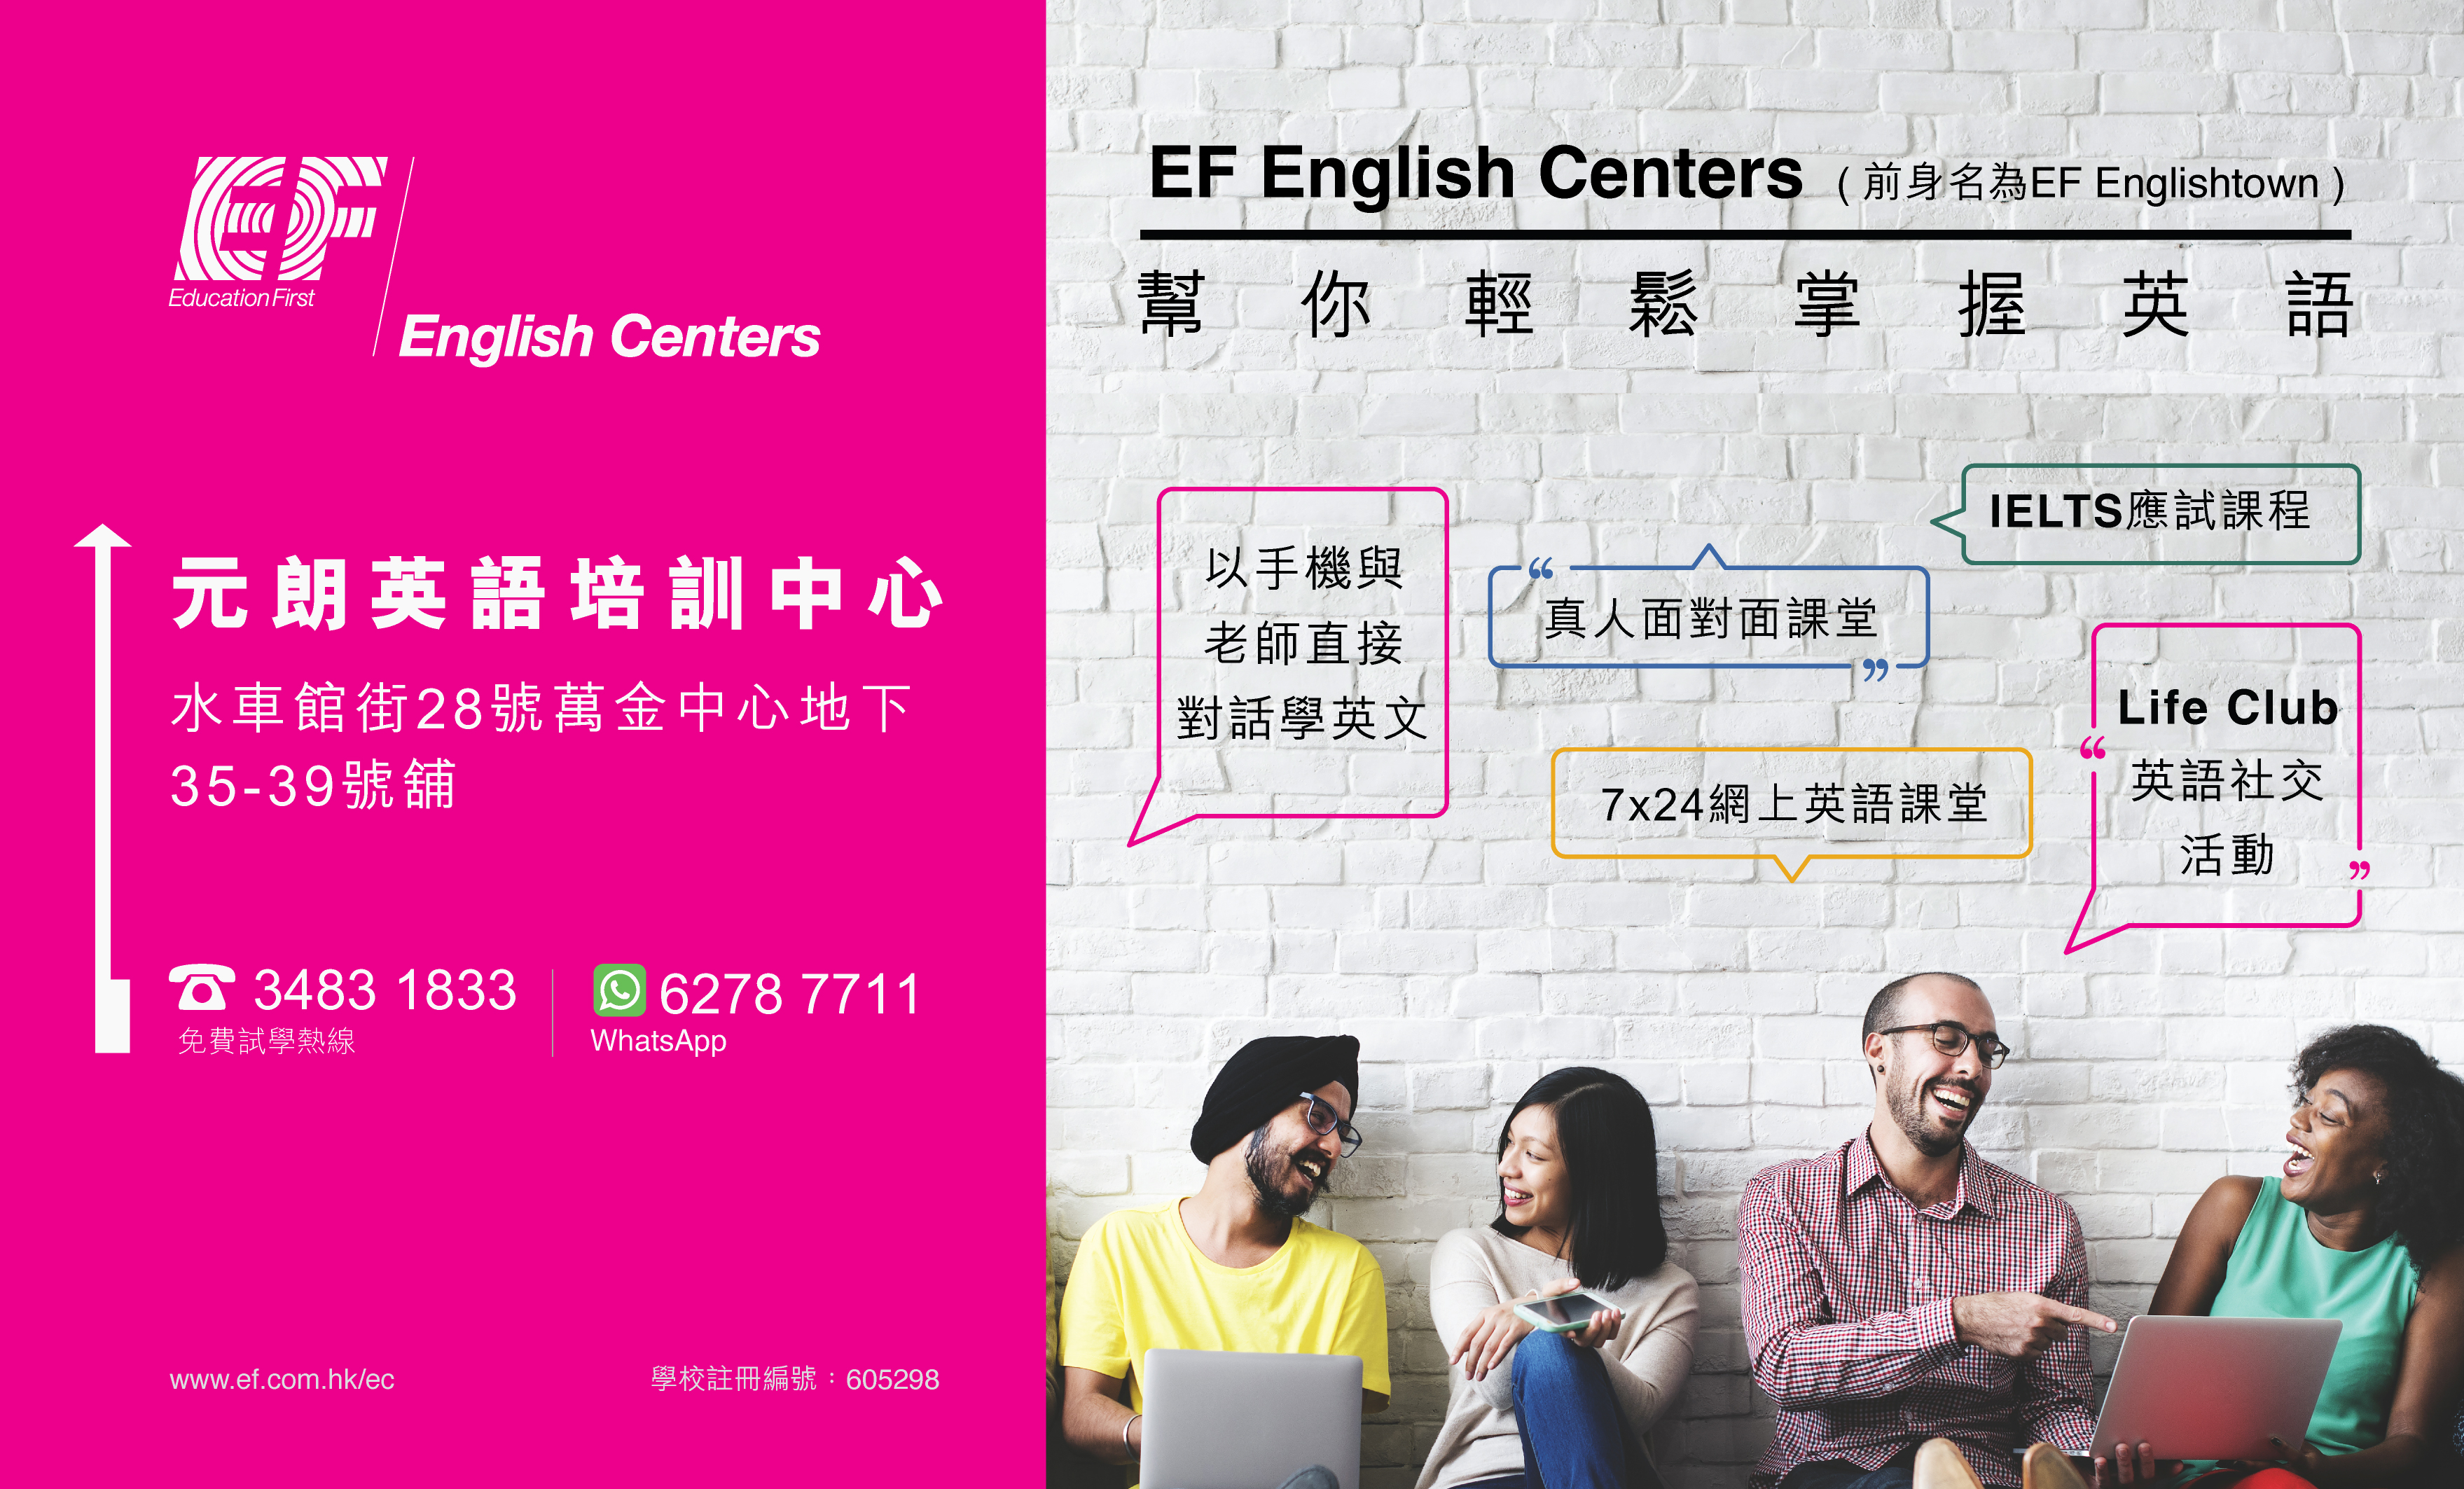 EF
Education First
English Centers
元朗英語培訓中心
水車館街28號萬金中心地下
35-39號舖
3483 1833
免費試學熱線
6278 7711
WhatsApp
www.ef.com.hk/ec
學校註冊編號：605298
EF English Centers ( 前身名為EF Englishtown )
幫你輕鬆掌握英語
以手機與
老師直接
對話學英文
“ 真人面對面課堂 ”
IELTS應試課程
7x24網上英語課堂
Life Club
“ 英語社交
活動 ”